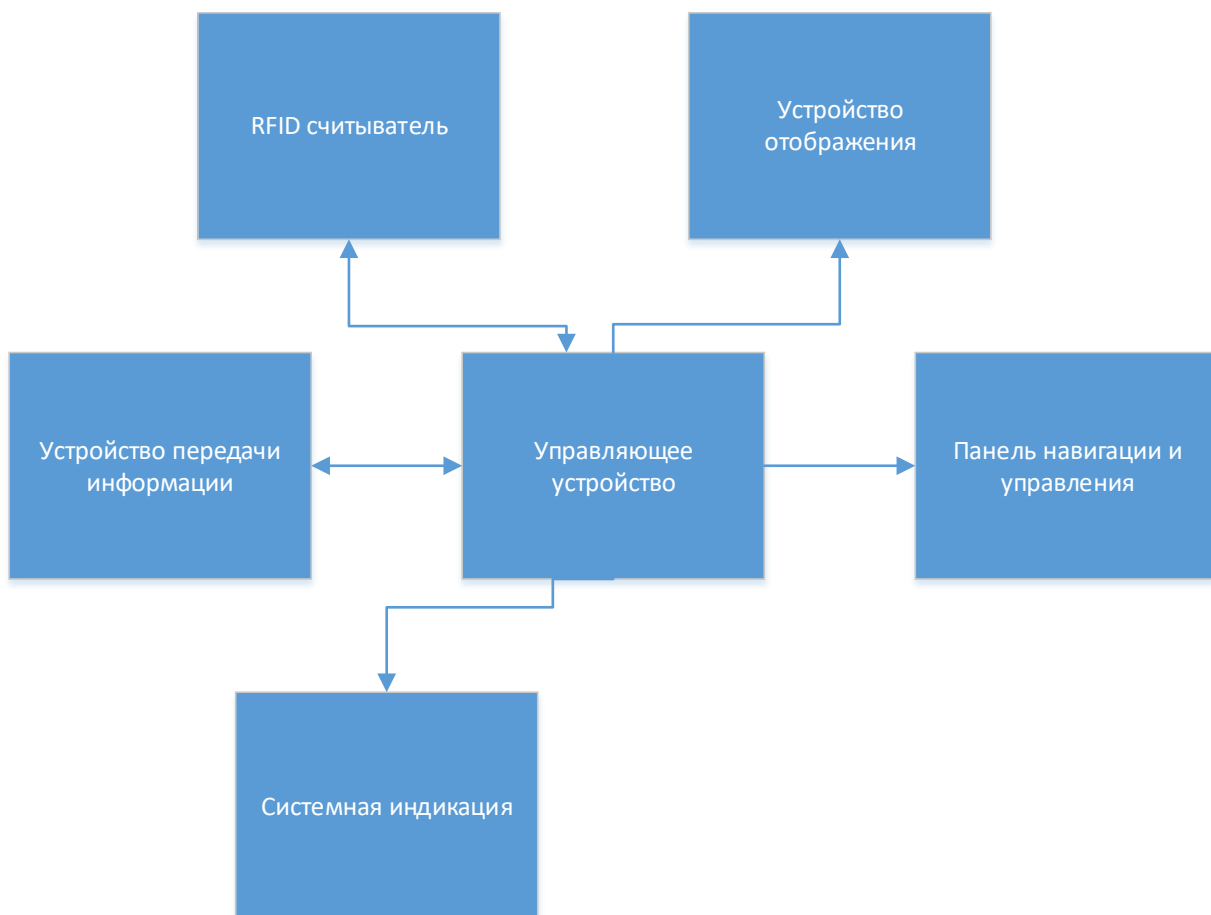 RFID считыватель
Устройство
отображения
Устройство передачи
информации
Управляющее
устройство
Панель навигации и
управления
Системная индикация